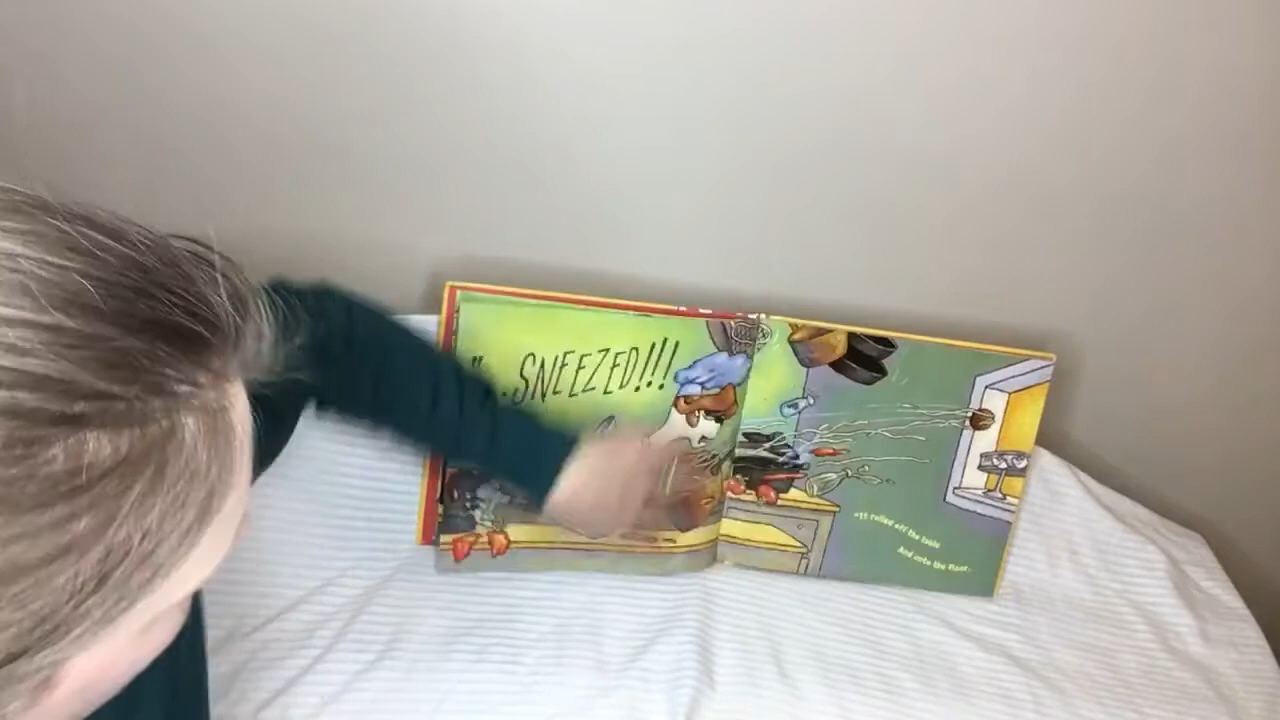 "...SNEEZED!!!
"It rolled off the table
And onto the floor.